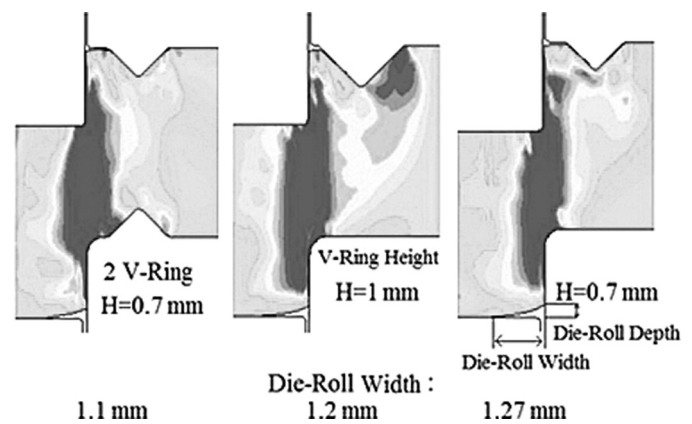 2 V-Ring
H=0.7 mm
V-Ring Height
H=1 mm
H=0.7 mm
Die-Roll Depth
Die-Roll Width
Die-Roll Width :
1.1 mm
1.2 mm
1.27 mm